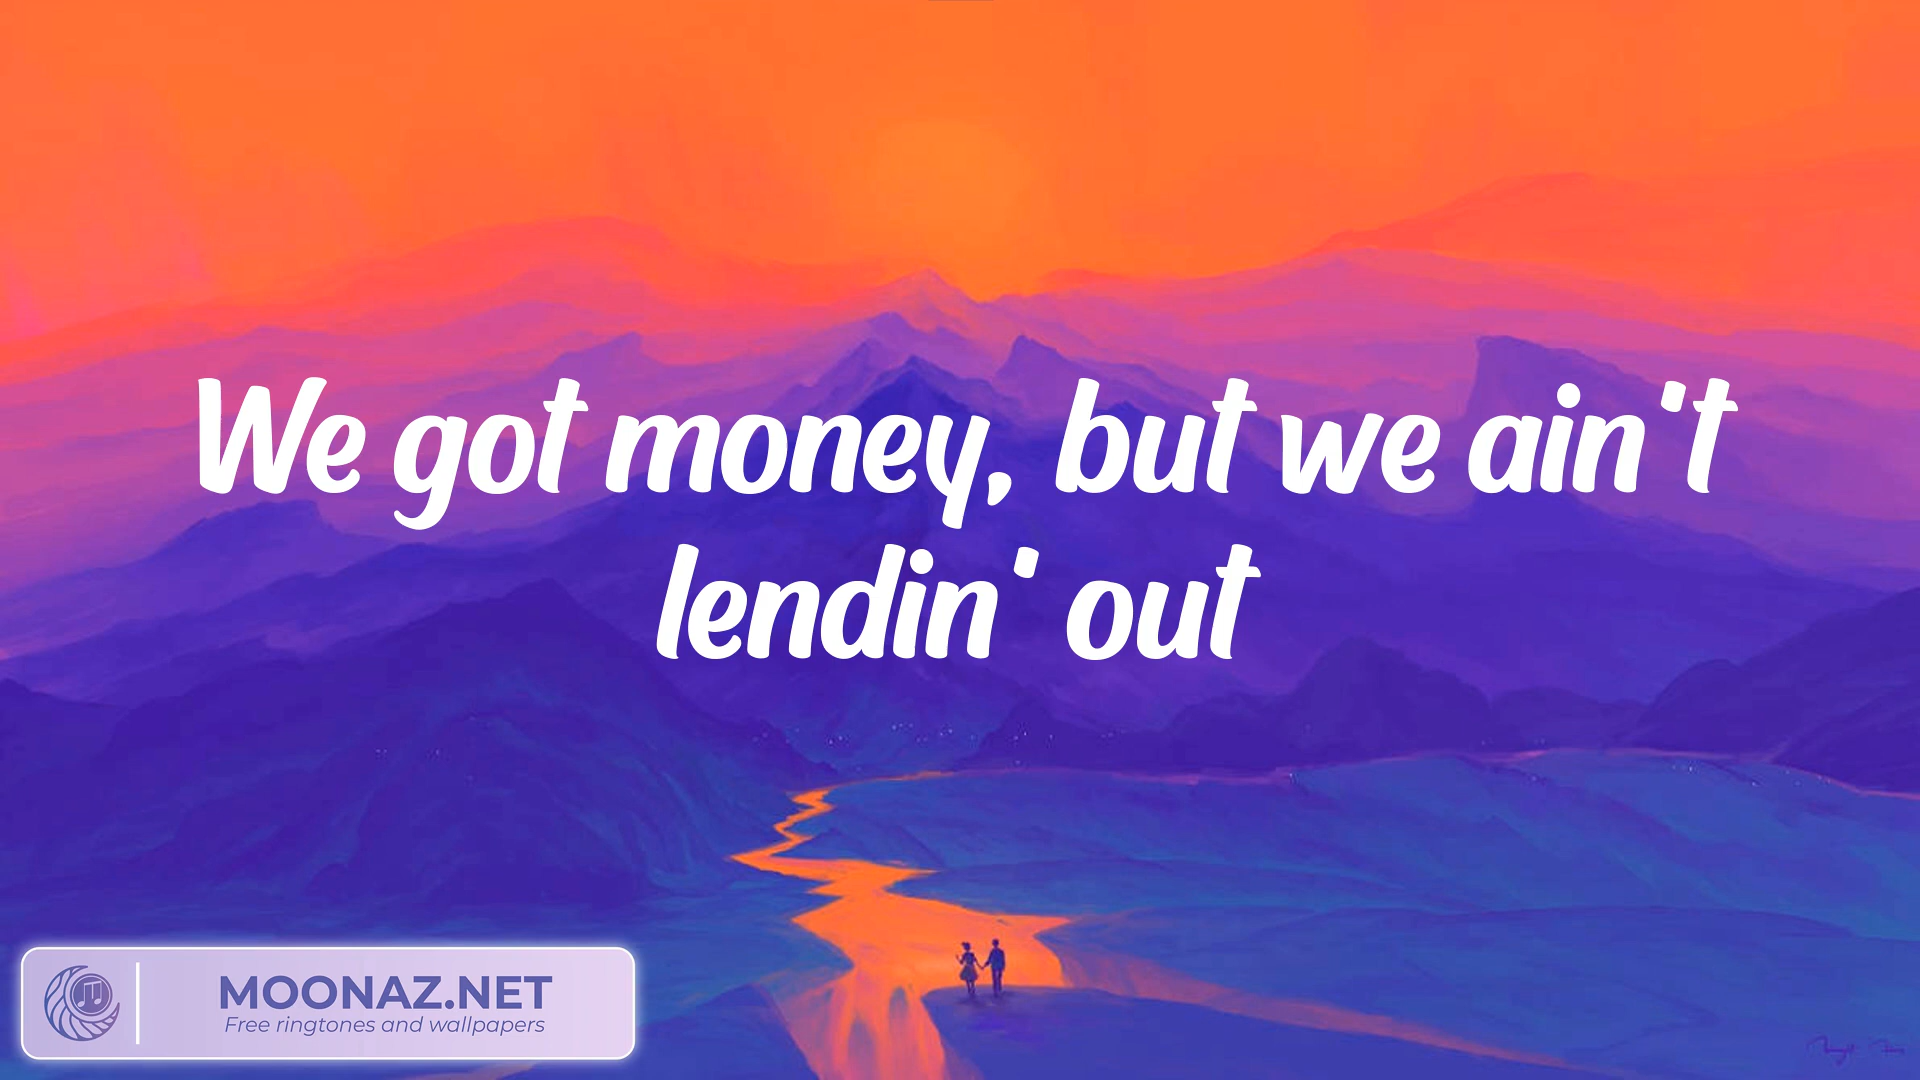 We got money, but we ain't
lendin' out
MOONAZ.NET
Free ringtones and wallpapers